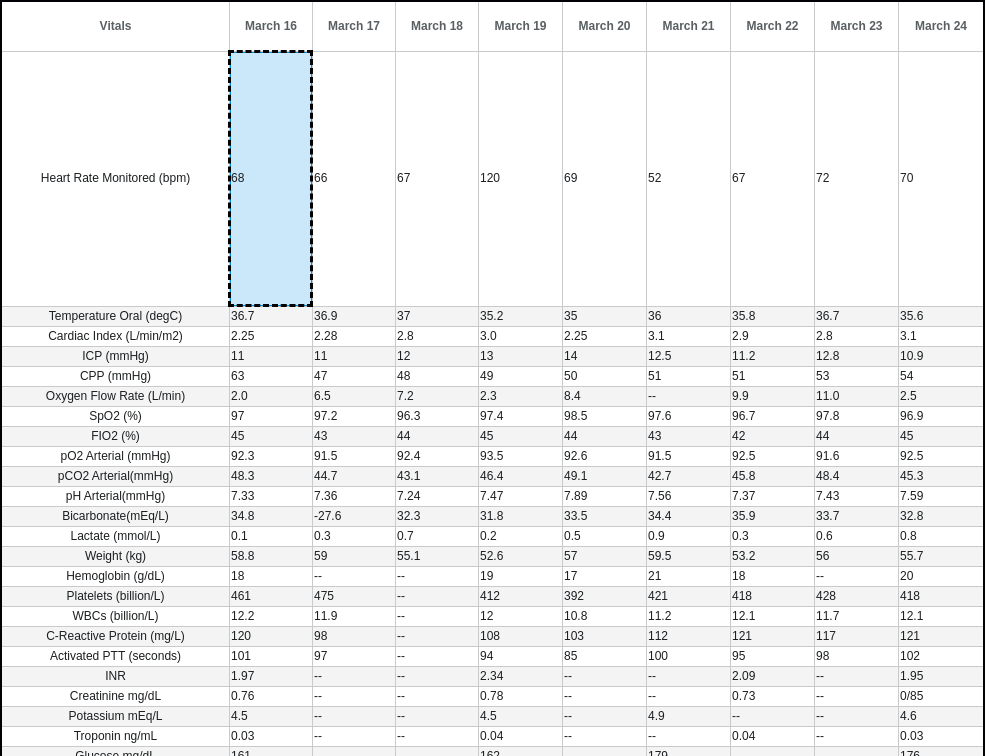 Vitals March 16 March 17 March 18 March 19 March 20 March 21 March 22 March 23 March 24
Heart Rate Monitored (bpm) 68 66 67 120 69 52 67 72 70
Temperature Oral (degC) 36.7 36.9 37 35.2 35 36 35.8 36.7 35.6
Cardiac Index (L/min/m2) 2.25 2.28 2.8 3.0 2.25 3.1 2.9 2.8 3.1
ICP (mmHg) 11 11 12 13 14 12.5 11.2 12.8 10.9
CPP (mmHg) 63 47 48 49 50 51 51 53 54
Oxygen Flow Rate (L/min) 2.0 6.5 7.2 2.3 8.4 -- 9.9 11.0 2.5
SpO2 (%) 97 97.2 96.3 97.4 98.5 97.6 96.7 97.8 96.9
FIO2 (%) 45 43 44 45 44 43 42 44 45
pO2 Arterial (mmHg) 92.3 91.5 92.4 93.5 92.6 91.5 92.5 91.6 92.5
pCO2 Arterial(mmHg) 48.3 44.7 43.1 46.4 49.1 42.7 45.8 48.4 45.3
pH Arterial(mmHg) 7.33 7.36 7.24 7.47 7.89 7.56 7.37 7.43 7.59
Bicarbonate(mEq/L) 34.8 -27.6 32.3 31.8 33.5 34.4 35.9 33.7 32.8
Lactate (mmol/L) 0.1 0.3 0.7 0.2 0.5 0.9 0.3 0.6 0.8
Weight (kg) 58.8 59 55.1 52.6 57 59.5 53.2 56 55.7
Hemoglobin (g/dL) 18 -- -- 19 17 21 18 -- 20
Platelets (billion/L) 461 475 -- 412 392 421 418 428 418
WBCs (billion/L) 12.2 11.9 -- 12 10.8 11.2 12.1 11.7 12.1
C-Reactive Protein (mg/L) 120 98 -- 108 103 112 121 117 121
Activated PTT (seconds) 101 97 -- 94 85 100 95 98 102
INR 1.97 -- -- 2.34 -- -- 2.09 -- 1.95
Creatinine mg/dL 0.76 -- -- 0.78 -- -- 0.73 -- 0/85
Potassium mEq/L 4.5 -- -- 4.5 -- 4.9 -- -- 4.6
Troponin ng/mL 0.03 -- -- 0.04 -- -- 0.04 -- 0.03
Glucose mg/dL 161 162 179 176